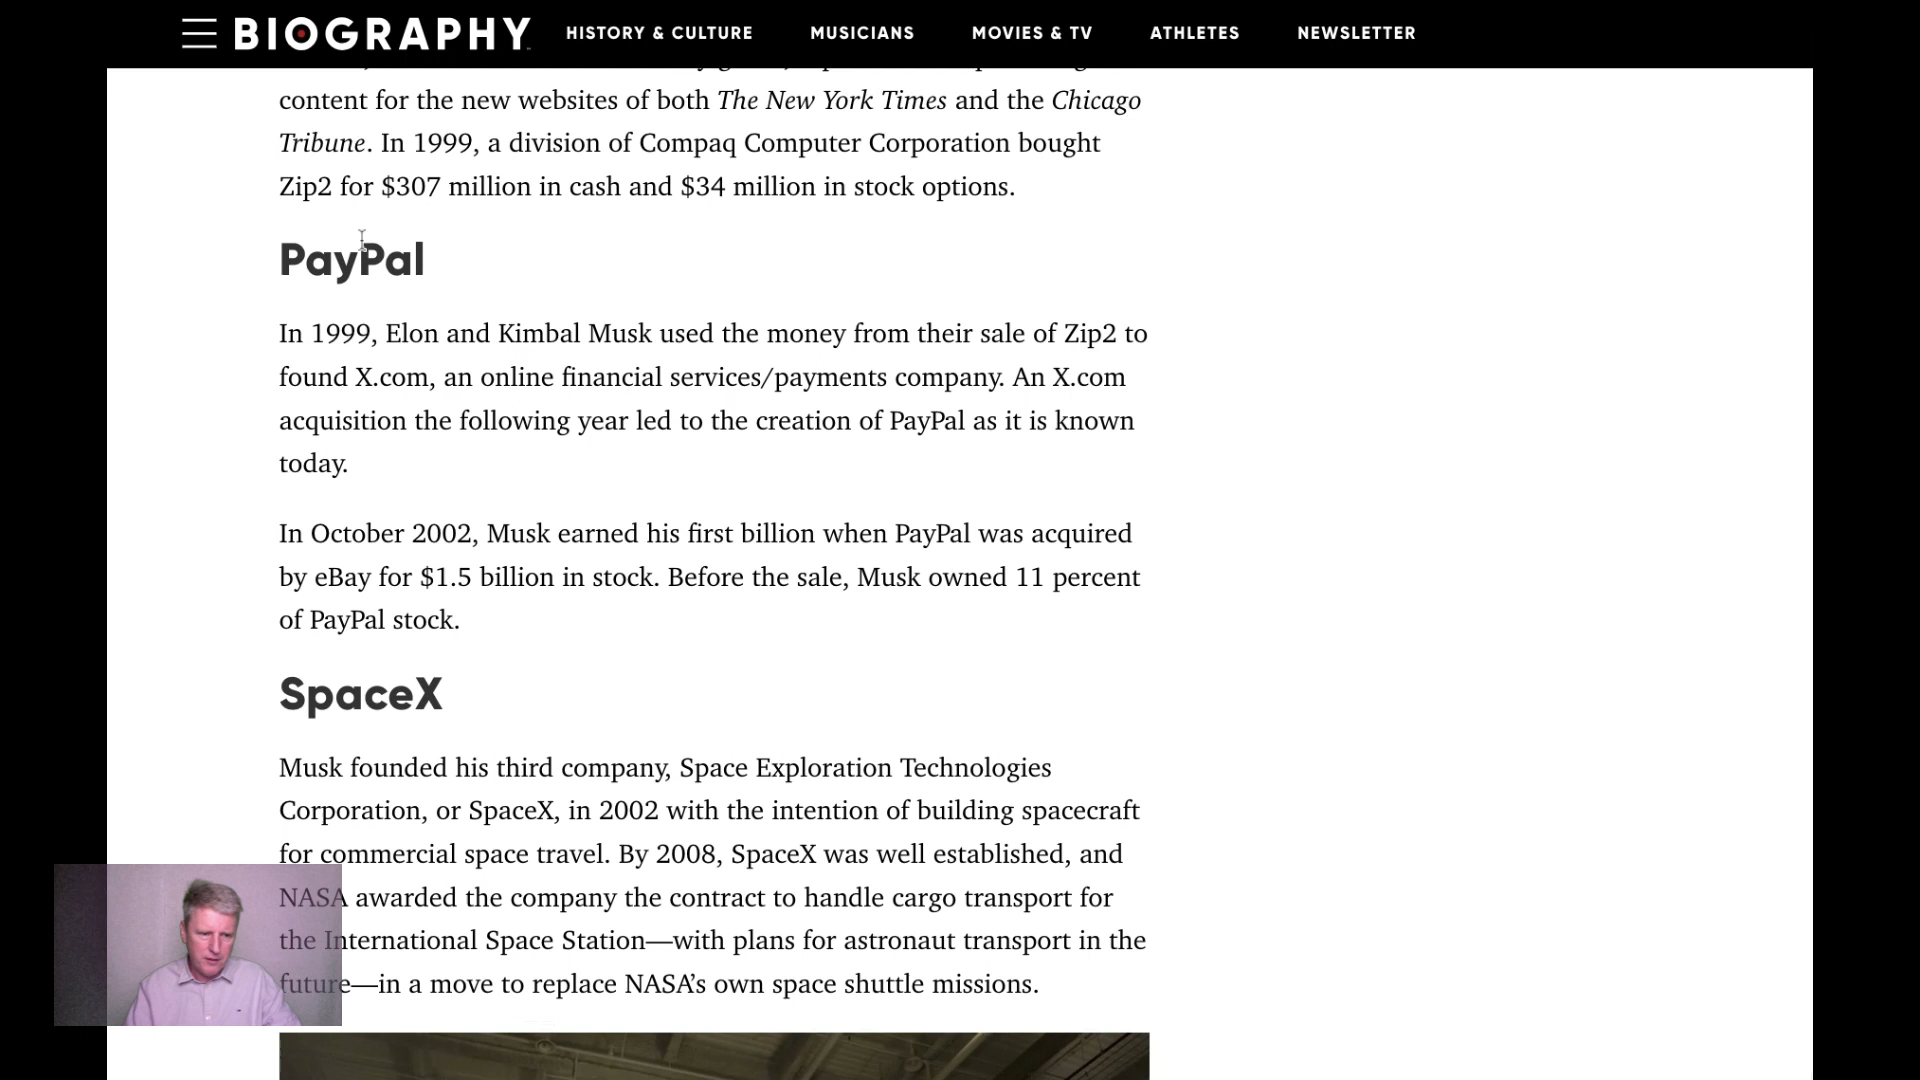 BIOGRAPHY
HISTORY & CULTURE
MUSICIANS
MOVIES & TV
ATHLETES
NEWSLETTER
content for the new websites of both The New York Times and the Chicago
Tribune. In 1999, a division of Compaq Computer Corporation bought
Zip2 for $307 million in cash and $34 million in stock options.
PayPal
In 1999, Elon and Kimbal Musk used the money from their sale of Zip2 to
found X.com, an online financial services/payments company. An X.com
acquisition the following year led to the creation of PayPal as it is known
today.
In October 2002, Musk earned his first billion when PayPal was acquired
by eBay for $1.5 billion in stock. Before the sale, Musk owned 11 percent
of PayPal stock.
SpaceX
Musk founded his third company, Space Exploration Technologies
Corporation, or SpaceX, in 2002 with the intention of building spacecraft
for commercial space travel. By 2008, SpaceX was well established, and
NASA awarded the company the contract to handle cargo transport for
the International Space Station—with plans for astronaut transport in the
future—in a move to replace NASA’s own space shuttle missions.